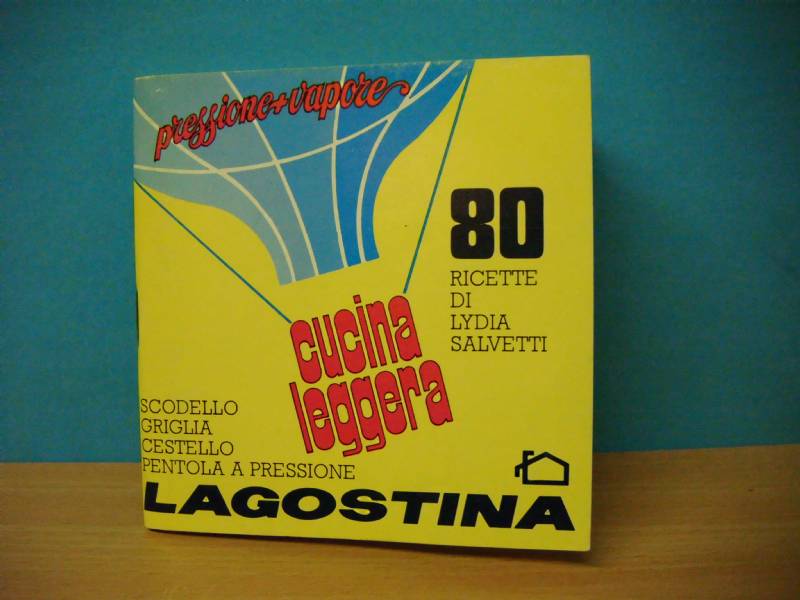 pressione+vapore
80
RICETTE
DI
LYDIA
SALVETTI
cucina
leggera
SCODELLO
GRIGLIA
CESTELLO
PENTOLA A PRESSIONE
LAGOSTINA